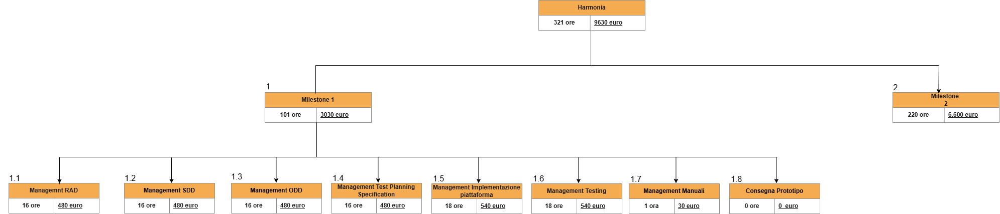 Harmonia
321 ore
9630 euro
1
Milestone 1
101 ore
3030 euro
2
Milestone
2
220 ore
6.600 euro
1.1
Managemnt RAD
16 ore
480 euro
1.2
Management SDD
16 ore
480 euro
1.3
Management ODD
16 ore
480 euro
1.4
Management Test Planning
Specification
16 ore
480 euro
1.5
Management Implementazione
piattaforma
18 ore
540 euro
1.6
Management Testing
18 ore
540 euro
1.7
Management Manuali
1 ora
30 euro
1.8
Consegna Prototipo
0 ore
0 euro